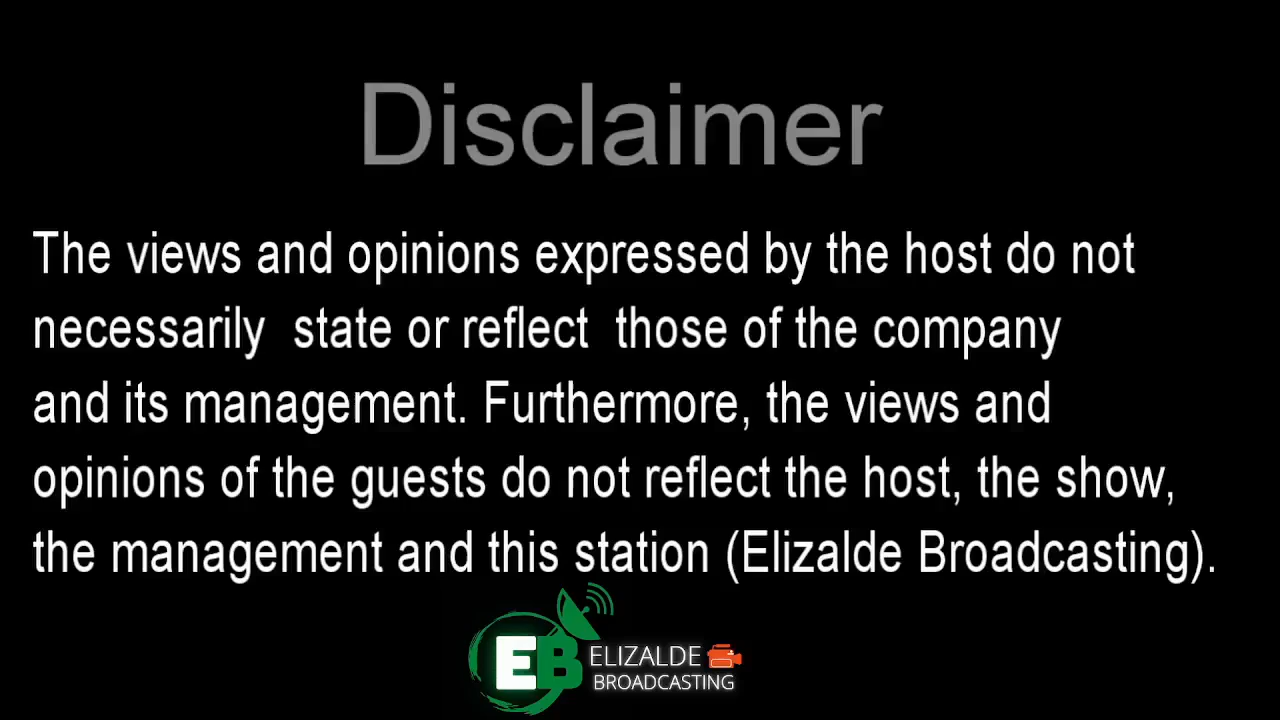 Disclaimer
The views and opinions expressed by the host do not
necessarily  state or reflect  those of the company
and its management. Furthermore, the views and
opinions of the guests do not reflect the host, the show,
the management and this station (Elizalde Broadcasting).
EB
ELIZALDE
BROADCASTING